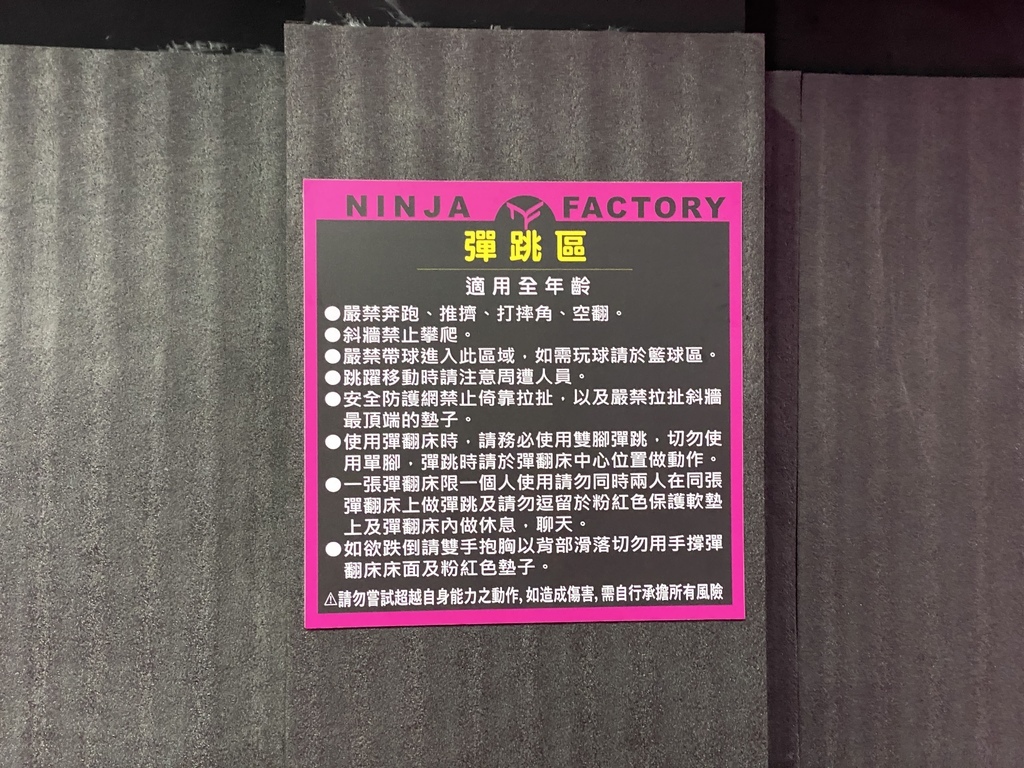 NINJA FACTORY
彈跳區
適用全年齡
●嚴禁奔跑、推擠、打摔角、空翻。
●斜牆禁止攀爬。
●嚴禁帶球進入此區域，如需玩球請於籃球區。
●跳躍移動時請注意周遭人員。
●安全防護網禁止倚靠拉扯，以及嚴禁拉扯斜牆
最頂端的墊子。
●使用彈翻床時，請務必使用雙腳彈跳，切勿使
用單腳，彈跳時請於彈翻床中心位置做動作。
●一張彈翻床限一個人使用請勿同時兩人在同張
彈翻床上做彈跳及請勿逗留於粉紅色保護軟墊
上及彈翻床內做休息，聊天。
●如欲跌倒請雙手抱胸以背部滑落切勿用手撐彈
翻床床面及粉紅色墊子。
⚠請勿嘗試超越自身能力之動作,如造成傷害,需自行承擔所有風險